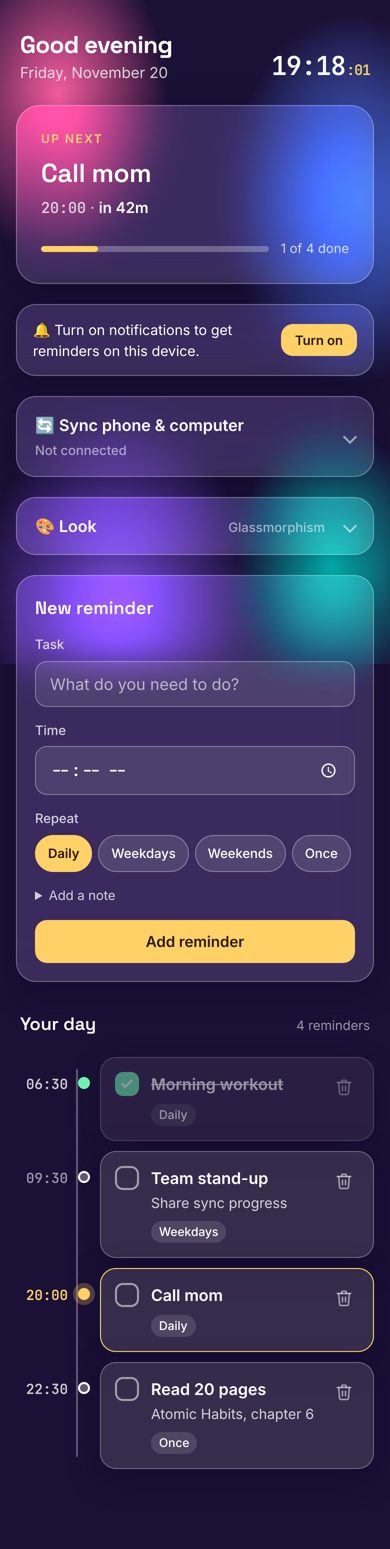 Good evening
Friday, November 20
19:18:01
UP NEXT
Call mom
20:00 · in 42m
1 of 4 done
🔔 Turn on notifications to get
reminders on this device.
Turn on
🔄 Sync phone & computer
Not connected
🎨 Look
Glassmorphism
New reminder
Task
What do you need to do?
Time
--:-- --
Repeat
Daily
Weekdays
Weekends
Once
Add a note
Add reminder
Your day
4 reminders
06:30
Morning workout
Daily
09:30
Team stand-up
Share sync progress
Weekdays
20:00
Call mom
Daily
22:30
Read 20 pages
Atomic Habits, chapter 6
Once